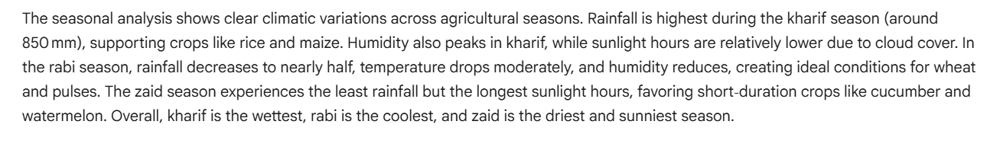 The seasonal analysis shows clear climatic variations across agricultural seasons. Rainfall is highest during the kharif season (around
850 mm), supporting crops like rice and maize. Humidity also peaks in kharif, while sunlight hours are relatively lower due to cloud cover. In
the rabi season, rainfall decreases to nearly half, temperature drops moderately, and humidity reduces, creating ideal conditions for wheat
and pulses. The zaid season experiences the least rainfall but the longest sunlight hours, favoring short-duration crops like cucumber and
watermelon. Overall, kharif is the wettest, rabi is the coolest, and zaid is the driest and sunniest season.